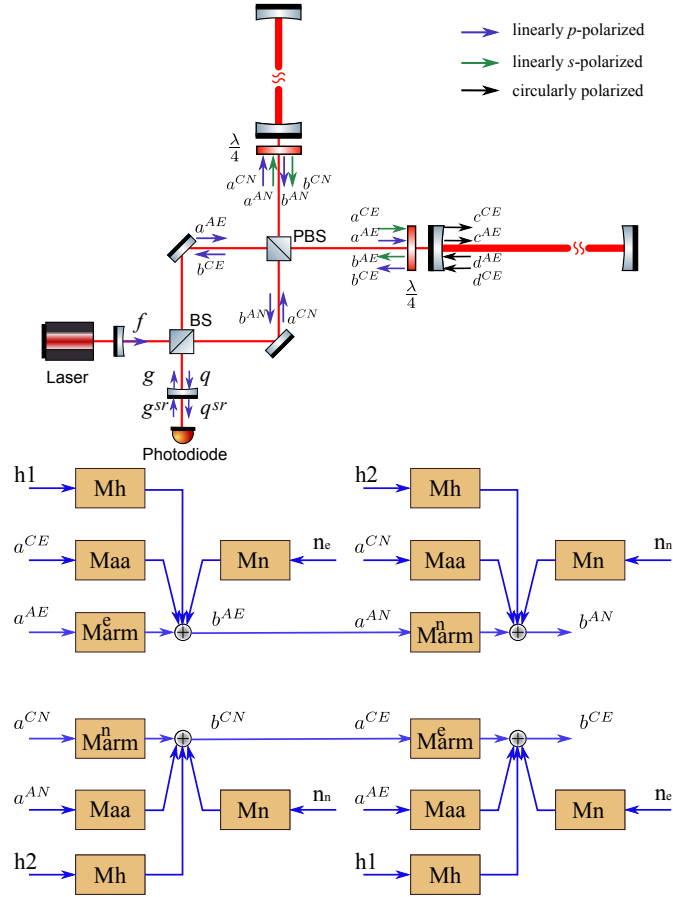 linearly p-polarized
linearly s-polarized
circularly polarized
λ/4
a^{CN} b^{CN}
a^{AN} b^{AN}
a^{AE} PBS a^{CE} c^{CE}
a^{AE} c^{AE}
b^{CE} b^{AE} d^{AE}
b^{CE} d^{CE}
λ/4
b^{AN} a^{CN}
f BS
Laser
g q
g^{sr} q^{sr}
Photodiode
h1 Mh h2 Mh
a^{CE} Maa Mn n_e a^{CN} Maa Mn n_n
a^{AE} M^{e}arm b^{AE} a^{AN} M^{n}arm b^{AN}
a^{CN} M^{n}arm b^{CN} a^{CE} M^{e}arm b^{CE}
a^{AN} Maa Mn n_n a^{AE} Maa Mn n_e
h2 Mh h1 Mh